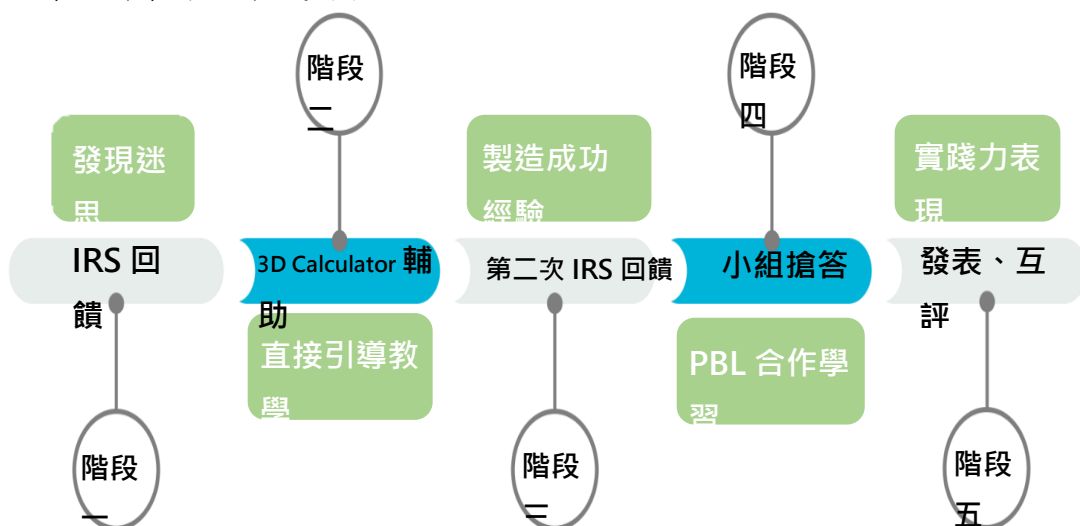 階段
二
階段
四
發現迷
思
製造成功
經驗
實踐力表
現
IRS 回
饋
3D Calculator 輔
助
第二次 IRS 回饋
小組搶答
發表、互
評
直接引導教
學
PBL 合作學
習
階段
一
階段
三
階段
五